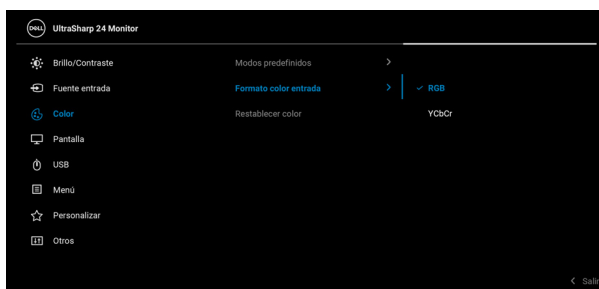 DELL UltraSharp 24 Monitor
Brillo/Contraste
Modos predefinidos
Fuente entrada
Formato color entrada
RGB
Color
Restablecer color
YCbCr
Pantalla
USB
Menú
Personalizar
Otros
Salir